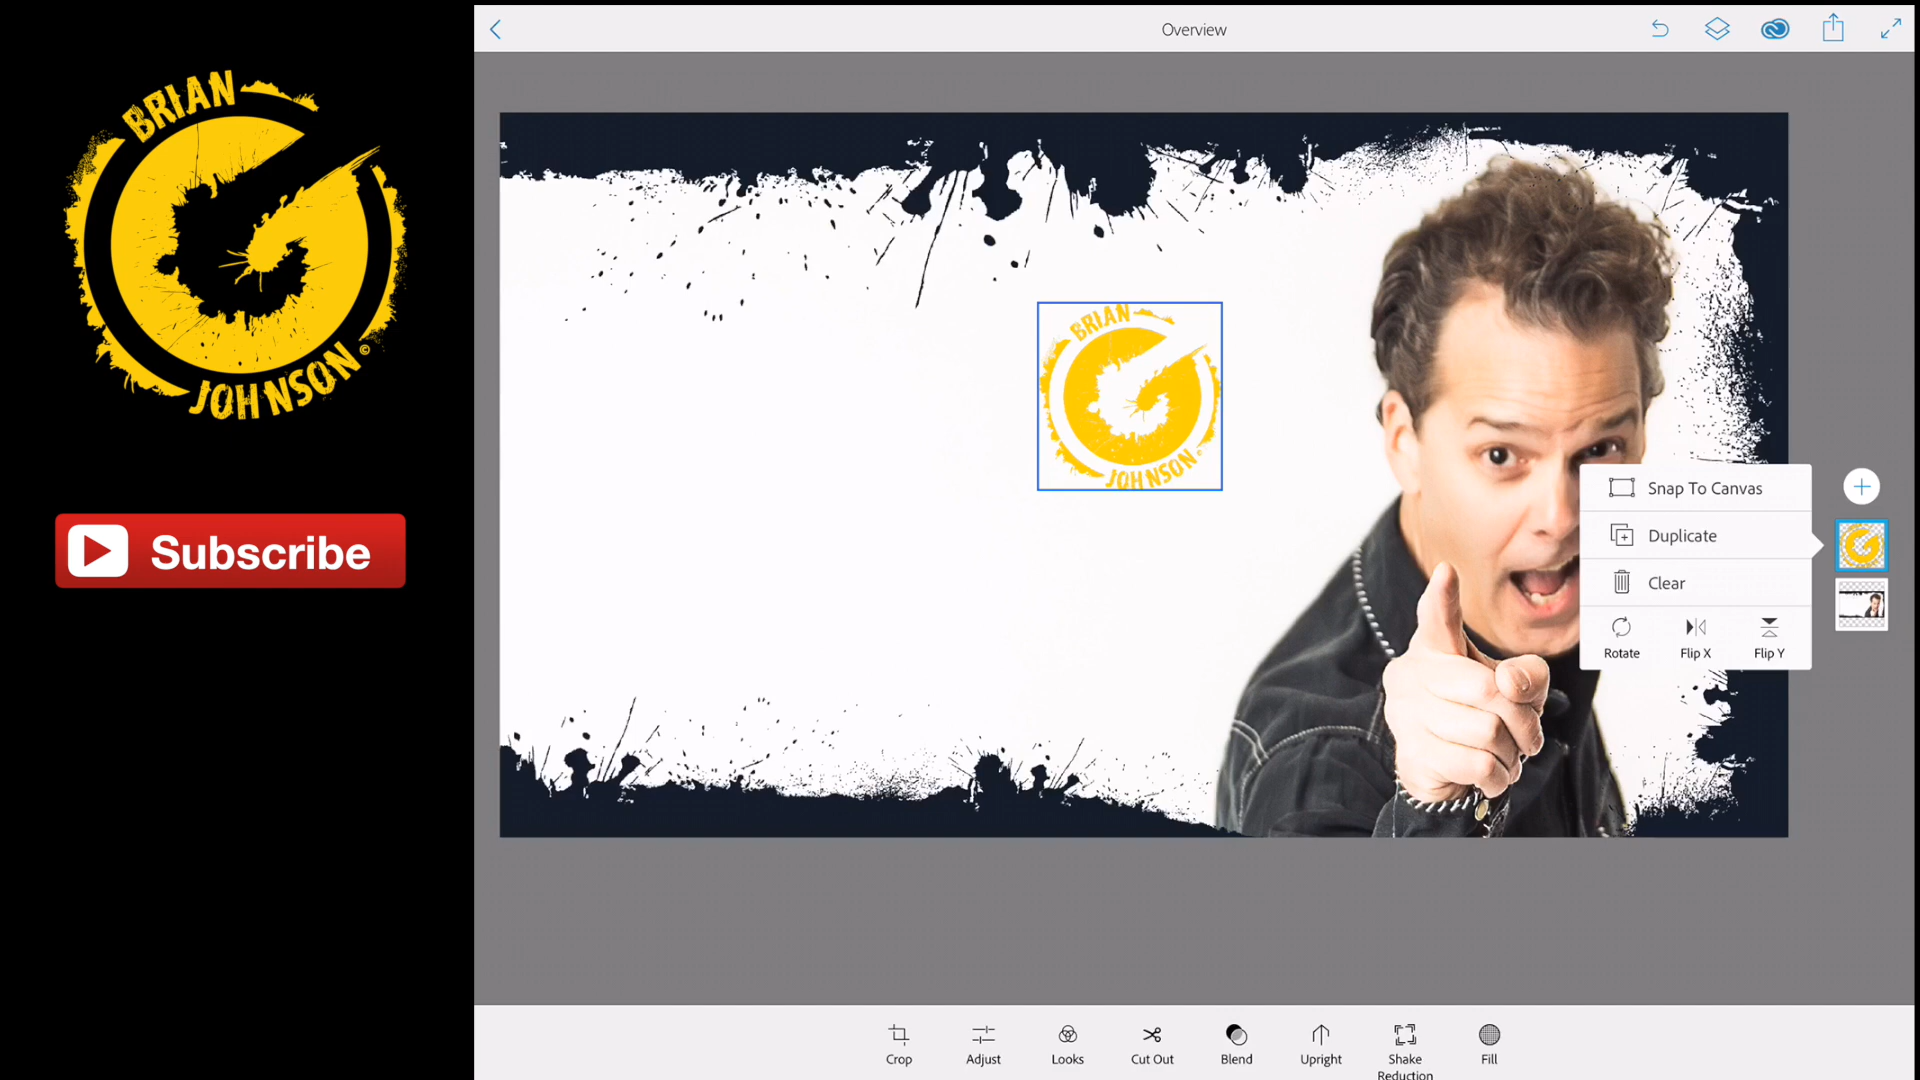 BRIAN
JOHNSON ©
Subscribe
Overview
BRIAN
JOHNSON
Snap To Canvas
Duplicate
Clear
Rotate Flip X Flip Y
Crop Adjust Looks Cut Out Blend Upright Shake Reduction Fill